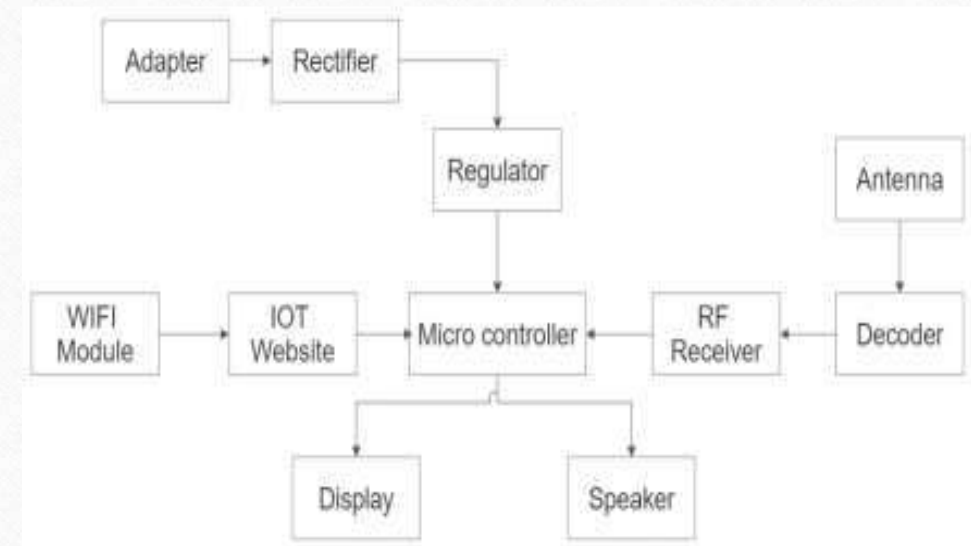 Adapter
Rectifier
Regulator
Antenna
WIFI
Module
IOT
Website
Micro controller
RF
Receiver
Decoder
Display
Speaker